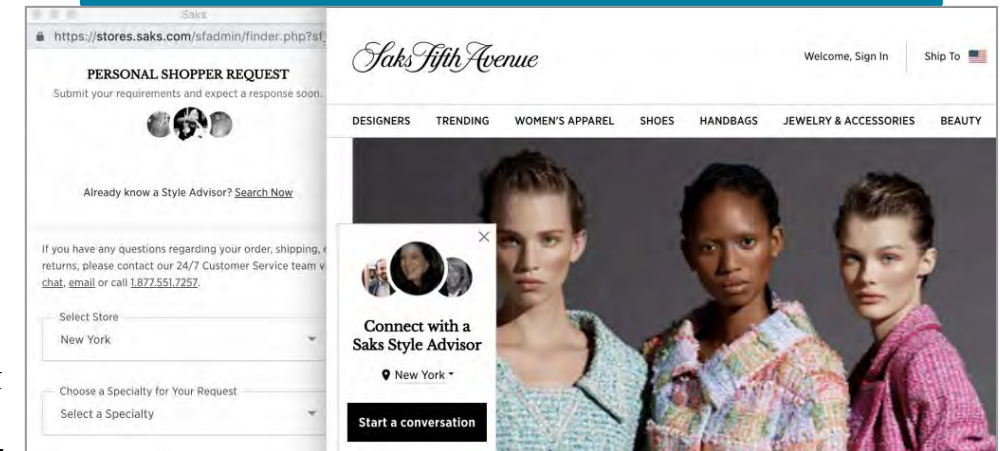 Saks
https://stores.saks.com/sfadmin/finder.php?sf_
PERSONAL SHOPPER REQUEST
Submit your requirements and expect a response soon.
Already know a Style Advisor? Search Now
If you have any questions regarding your order, shipping,
returns, please contact our 24/7 Customer Service team v
chat, email or call 1.877.551.7257.
Select Store
New York
Choose a Specialty for Your Request
Select a Specialty
Saks Fifth Avenue
Welcome, Sign In
Ship To
DESIGNERS TRENDING WOMEN'S APPAREL SHOES HANDBAGS JEWELRY & ACCESSORIES BEAUTY
Connect with a
Saks Style Advisor
New York
Start a conversation